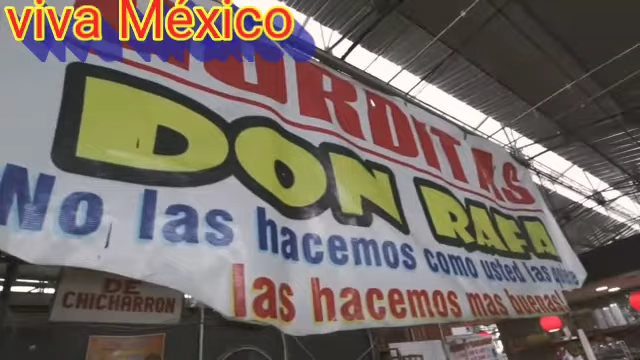 viva México
GORDITAS
DON RAFA
No las hacemos como usted las quiere
las hacemos mas buenas!
DE
CHICHARRON